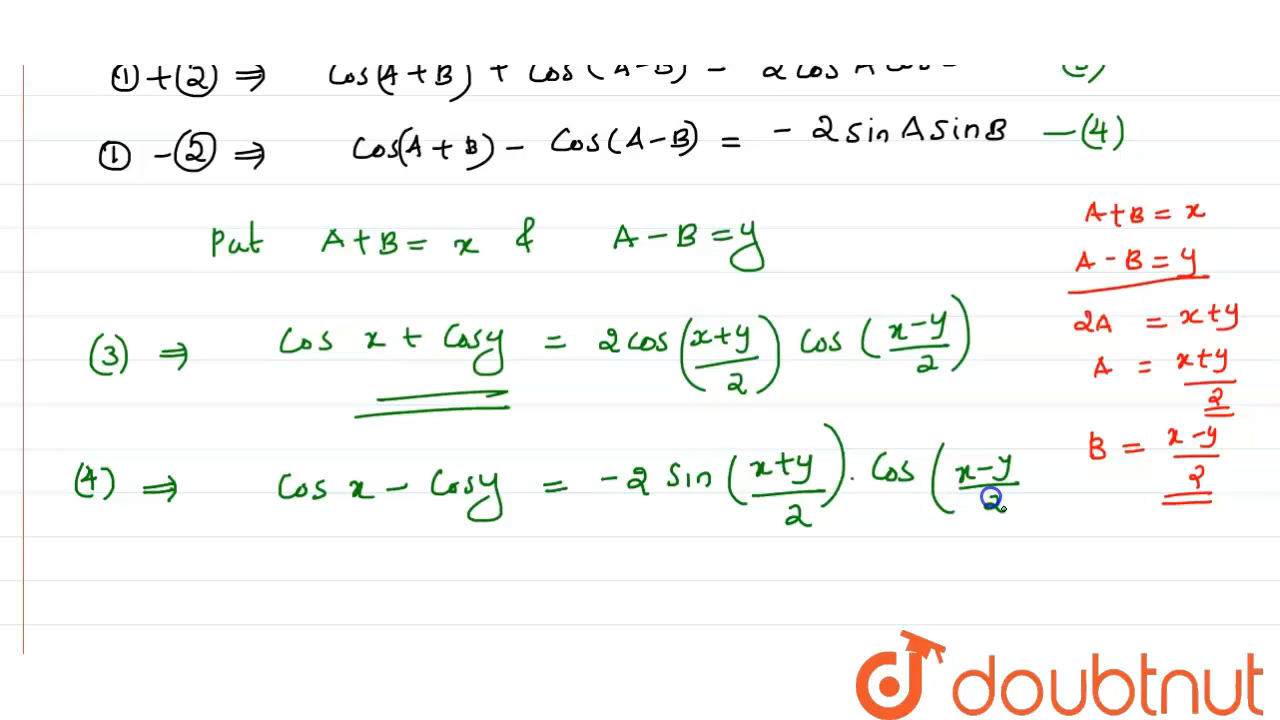 ① + ② ⇒ cos(A + B) + cos(A - B) = 2 cos A cos
① - ② ⇒ cos(A + B) - cos(A - B) = - 2 sin A sin B — (4)
Put A + B = x & A - B = y
(3) ⇒ cos x + cos y = 2 cos (x+y/2) cos (x-y/2)
(4) ⇒ cos x - cos y = -2 sin (x+y/2) . cos (x-y/2
A + B = x
A - B = y
2A = x + y
A = x+y/2
B = x-y/2
doubtnut